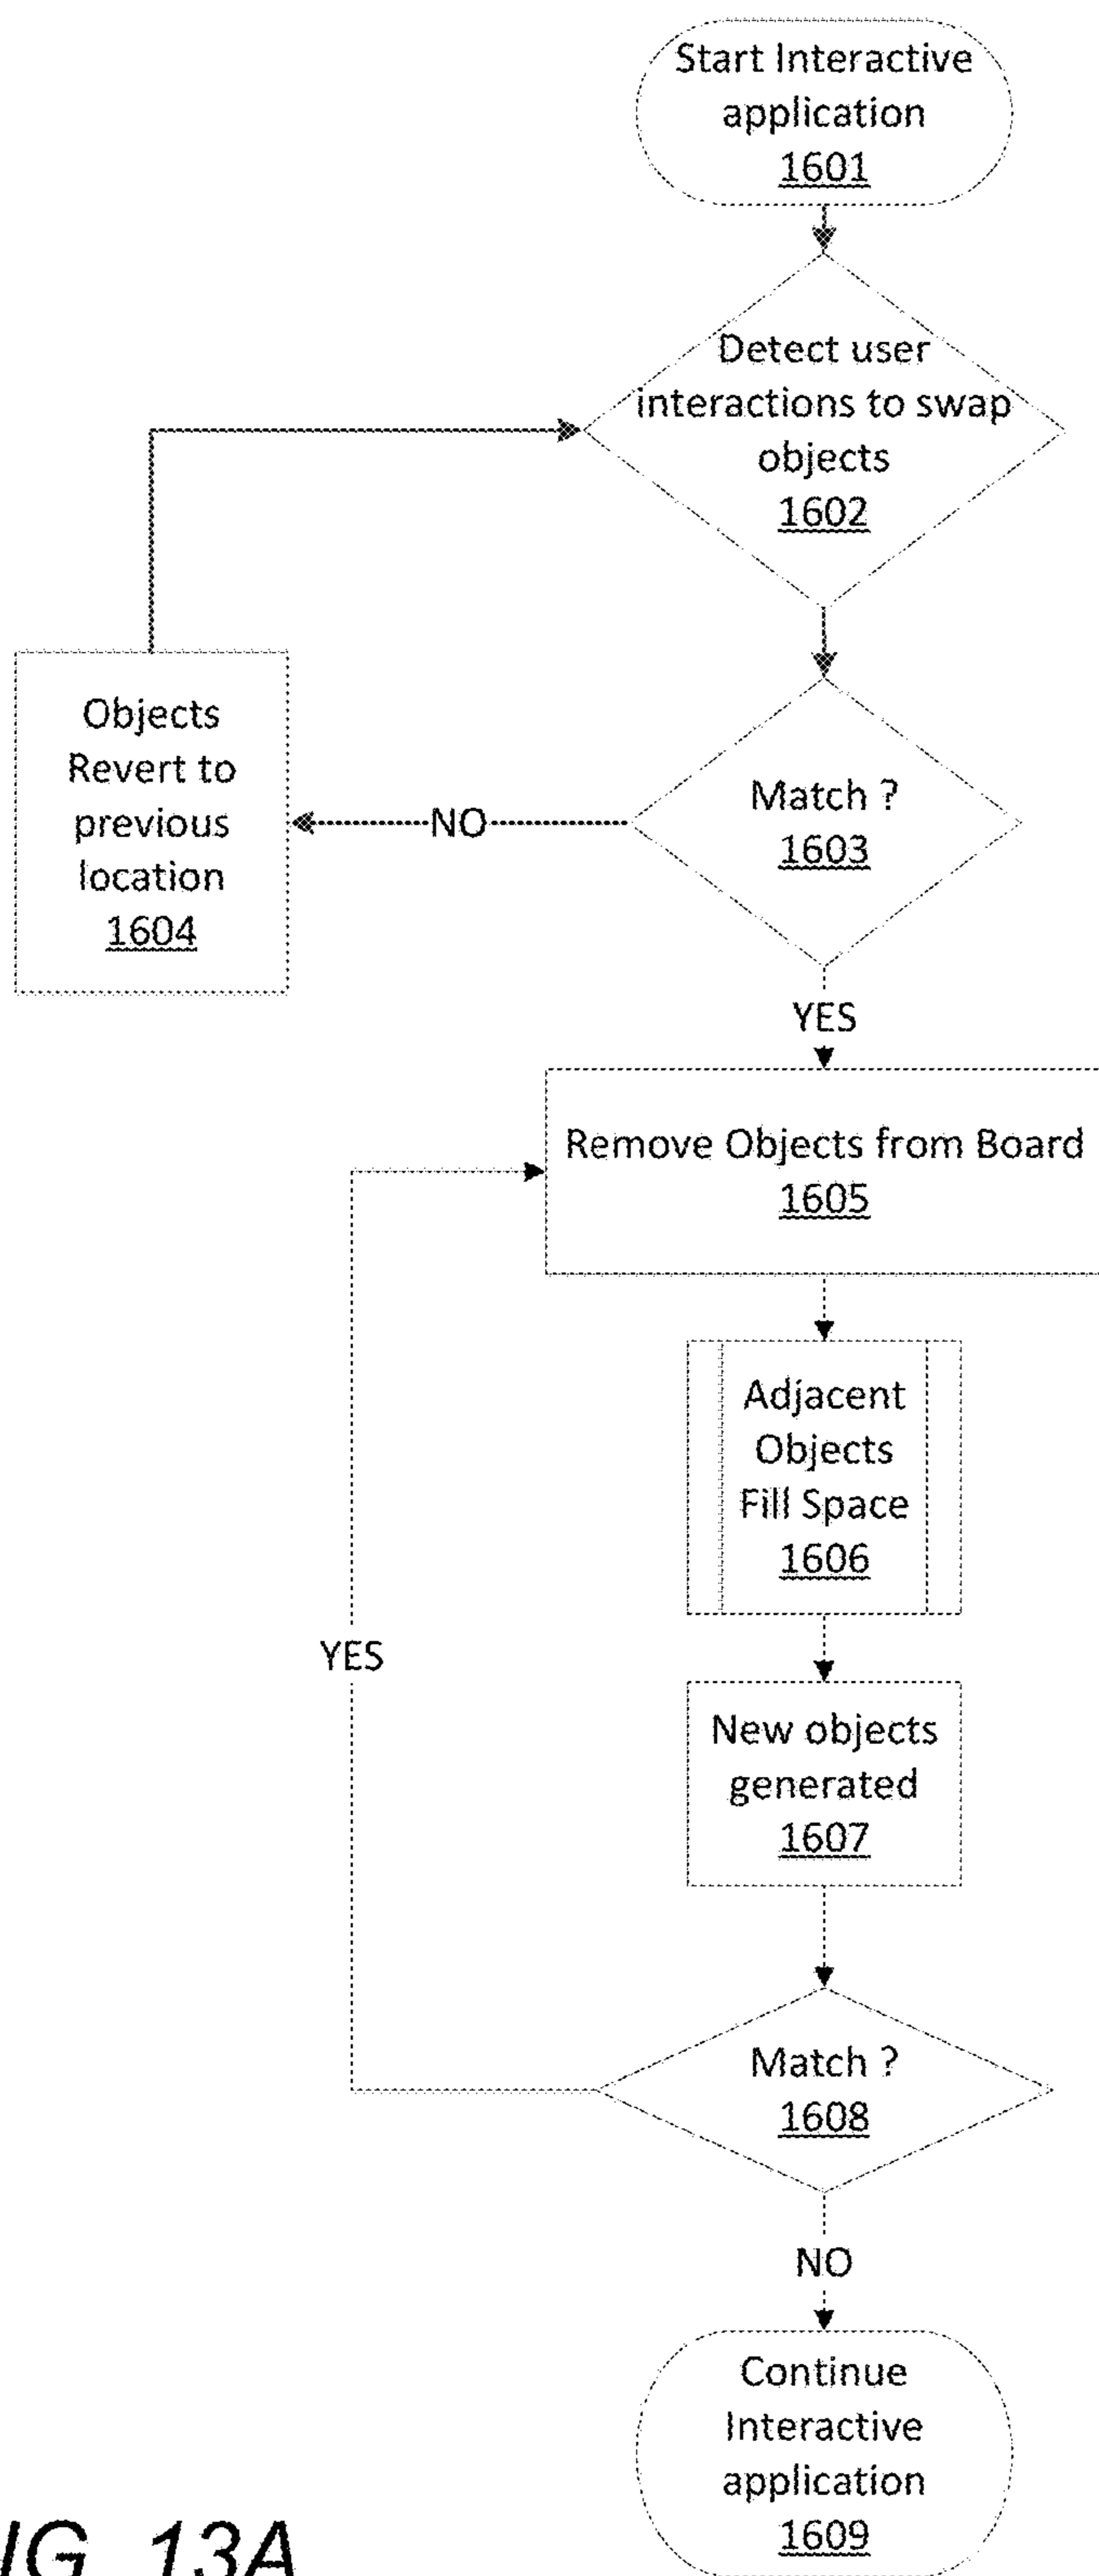 Start Interactive
application
1601
Detect user
interactions to swap
objects
1602
Objects
Revert to
previous
location
1604
NO
Match ?
1603
YES
Remove Objects from Board
1605
Adjacent
Objects
Fill Space
1606
YES
New objects
generated
1607
Match ?
1608
NO
Continue
Interactive
application
1609
IG. 13A